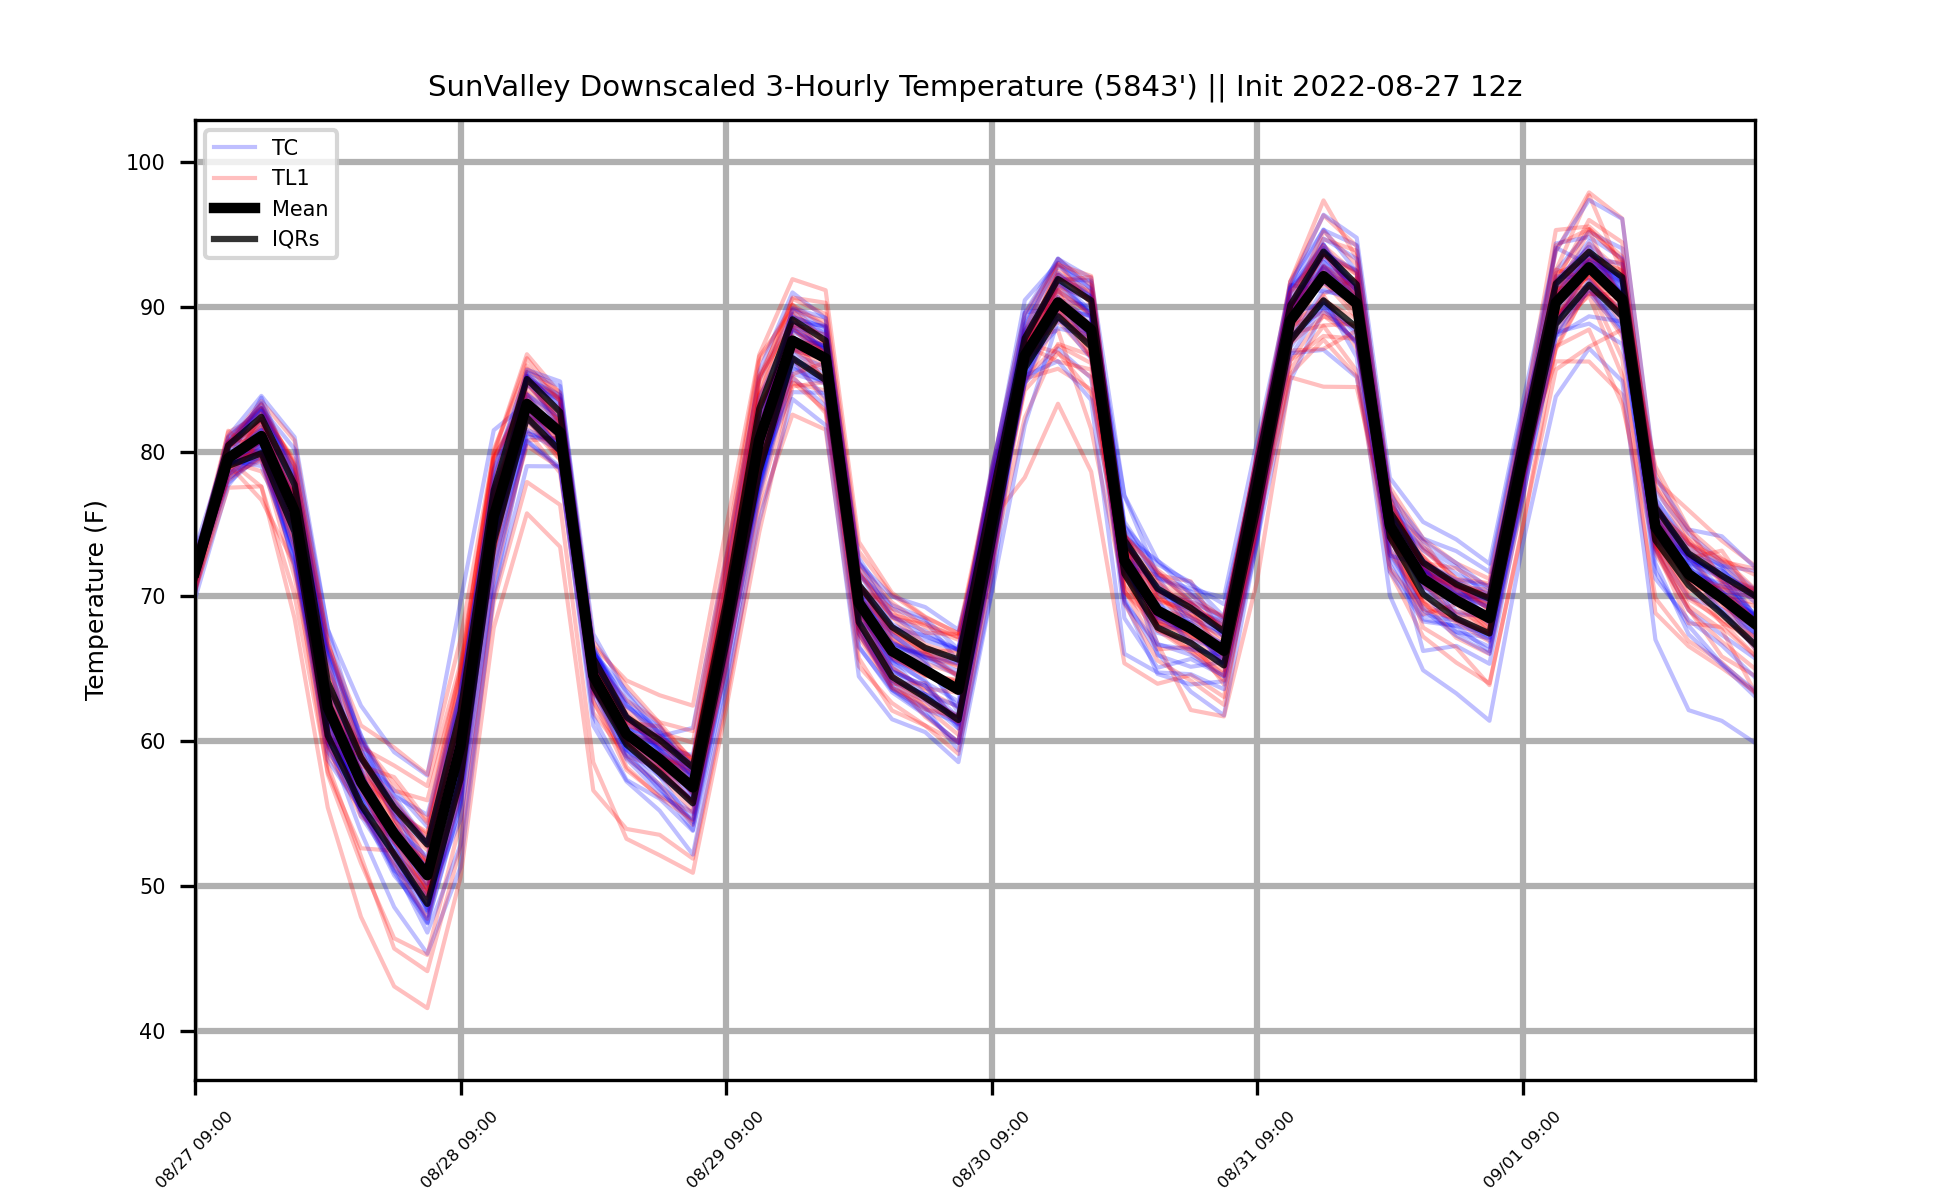 SunValley Downscaled 3-Hourly Temperature (5843') || Init 2022-08-27 12z
TC
TL1
Mean
IQRs
Temperature (F)
100
90
80
70
60
50
40
08/27 09:00
08/28 09:00
08/29 09:00
08/30 09:00
08/31 09:00
09/01 09:00